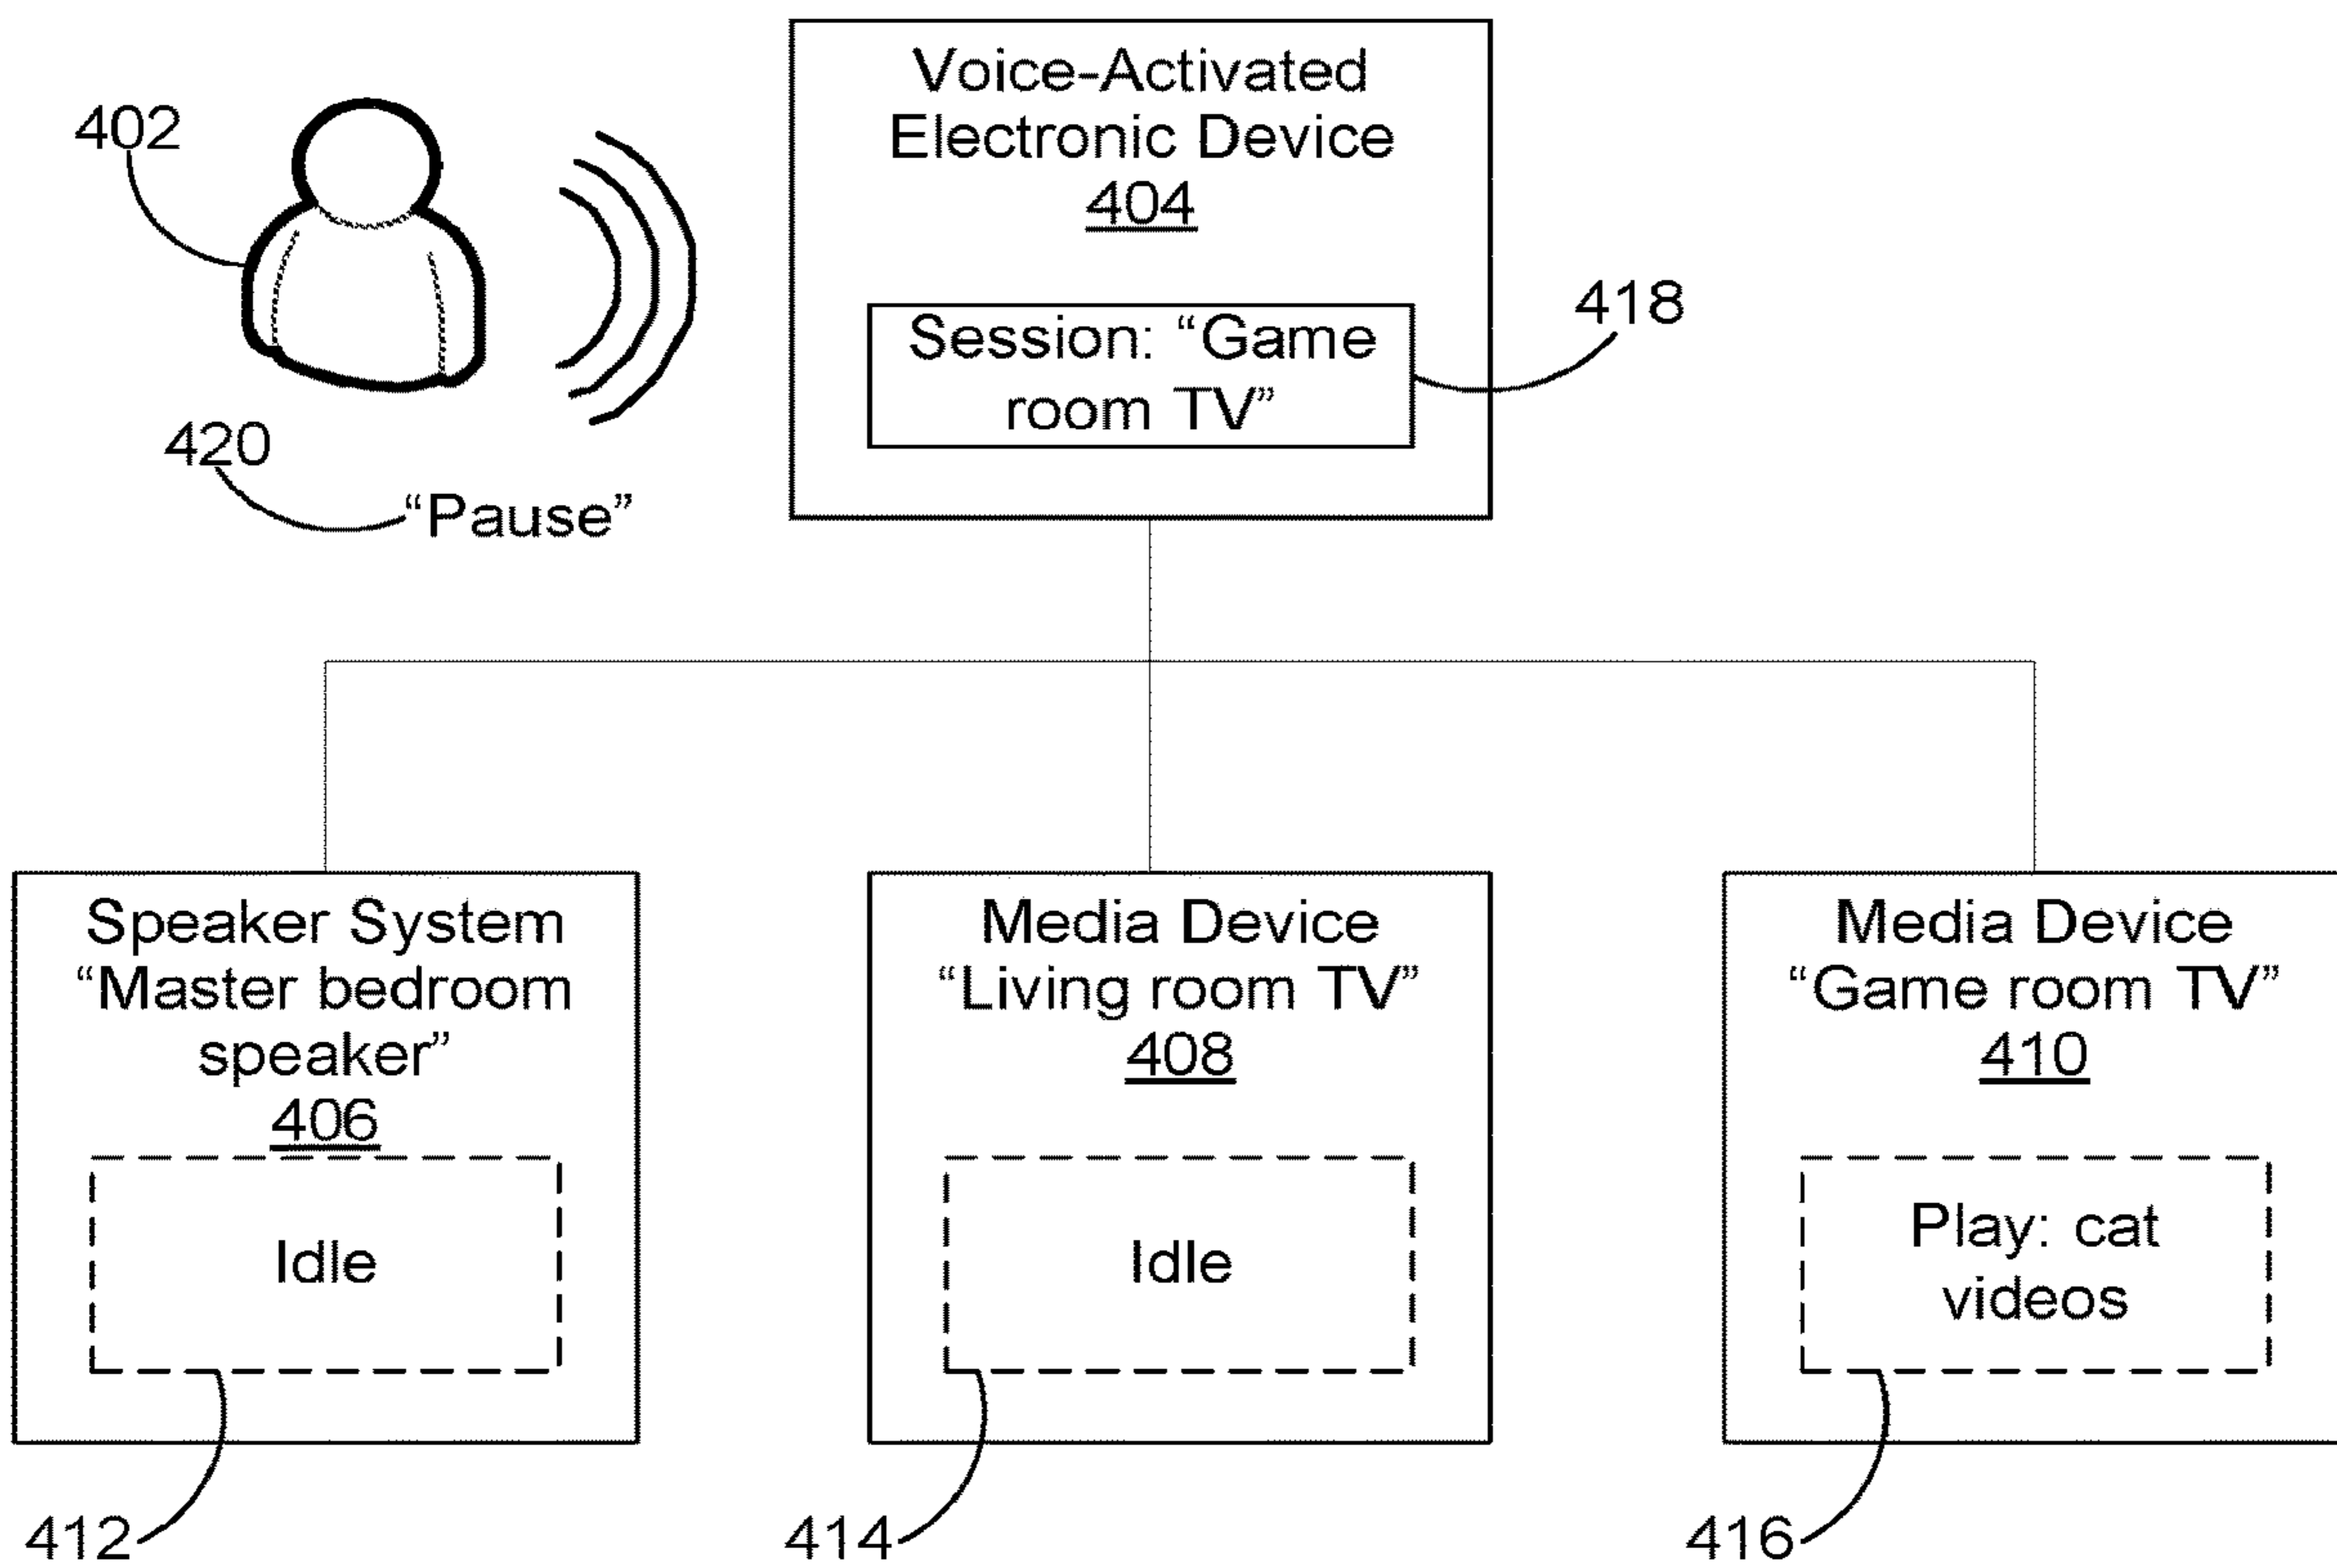 402
420
“Pause”
Voice-Activated
Electronic Device
404
Session: “Game
room TV”
418
Speaker System
“Master bedroom
speaker”
406
Idle
412
Media Device
“Living room TV”
408
Idle
414
Media Device
“Game room TV”
410
Play: cat
videos
416